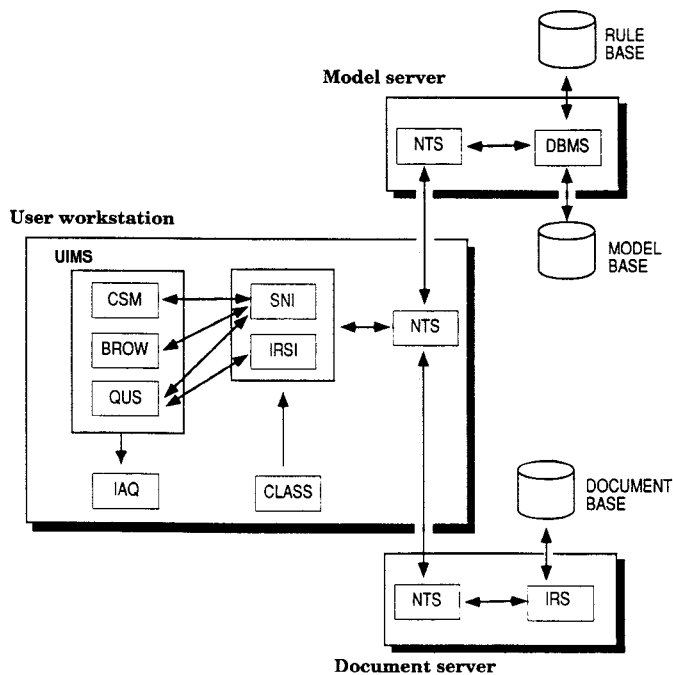 RULE
BASE
Model server
NTS
DBMS
User workstation
UIMS
MODEL
BASE
CSM
SNI
NTS
BROW
IRSI
QUS
IAQ
CLASS
DOCUMENT
BASE
NTS
IRS
Document server